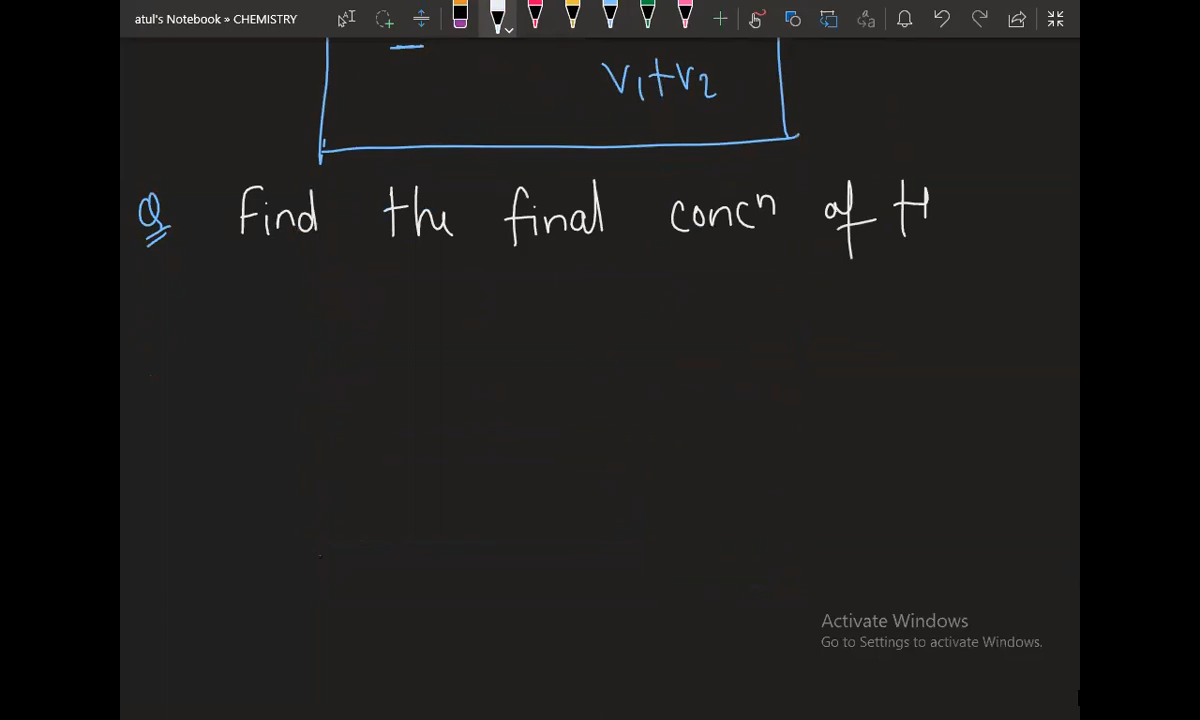 atul's Notebook » CHEMISTRY
V₁+V₂
Q Find the final concⁿ of
Activate Windows
Go to Settings to activate Windows.